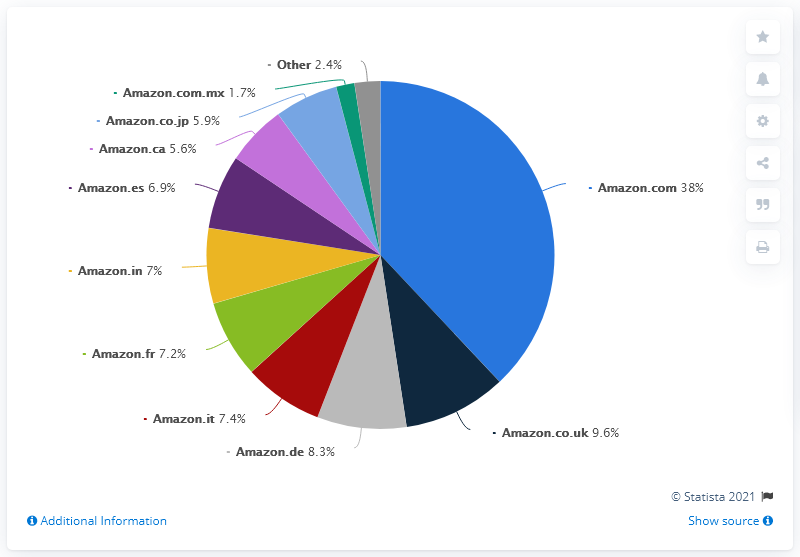 Other 2.4%
Amazon.com.mx 1.7%
Amazon.co.jp 5.9%
Amazon.ca 5.6%
Amazon.es 6.9%
Amazon.com 38%
Amazon.in 7%
Amazon.fr 7.2%
Amazon.it 7.4%
Amazon.co.uk 9.6%
Amazon.de 8.3%
© Statista 2021
Additional Information
Show source